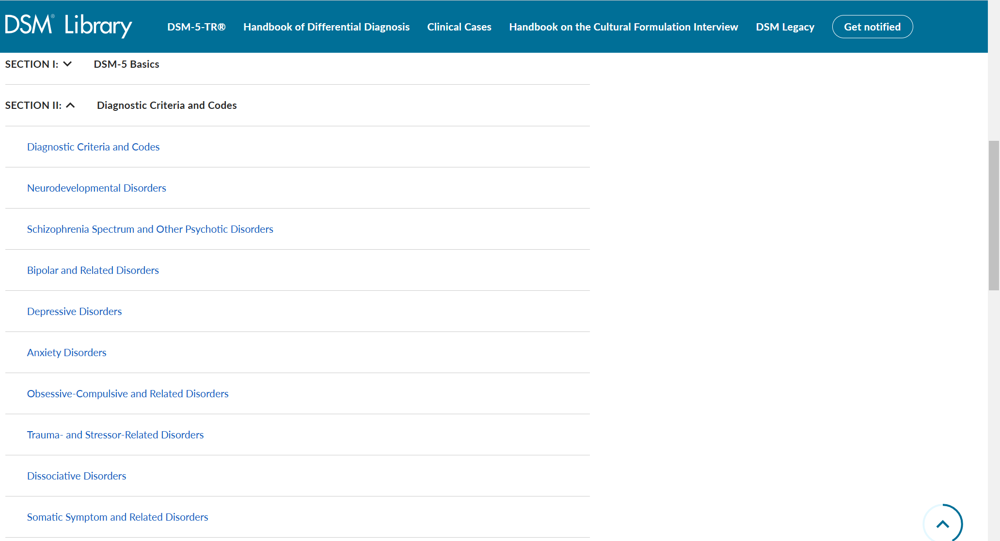 DSM® Library
DSM-5-TR®
Handbook of Differential Diagnosis
Clinical Cases
Handbook on the Cultural Formulation Interview
DSM Legacy
Get notified
SECTION I: DSM-5 Basics
SECTION II: Diagnostic Criteria and Codes
Diagnostic Criteria and Codes
Neurodevelopmental Disorders
Schizophrenia Spectrum and Other Psychotic Disorders
Bipolar and Related Disorders
Depressive Disorders
Anxiety Disorders
Obsessive-Compulsive and Related Disorders
Trauma- and Stressor-Related Disorders
Dissociative Disorders
Somatic Symptom and Related Disorders